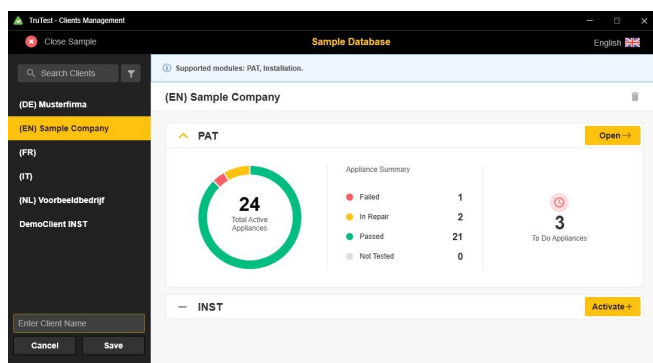 TruTest - Clients Management
Close Sample
Sample Database
English
Search Clients
Supported modules: PAT, Installation.
(DE) Musterfirma
(EN) Sample Company
(FR)
(IT)
(NL) Voorbeeldbedrijf
DemoClient INST
Enter Client Name
Cancel
Save
(EN) Sample Company
PAT
Open
24
Total Active
Appliances
Appliance Summary
Failed 1
In Repair 2
Passed 21
Not Tested 0
3
To Do Appliances
INST
Activate +